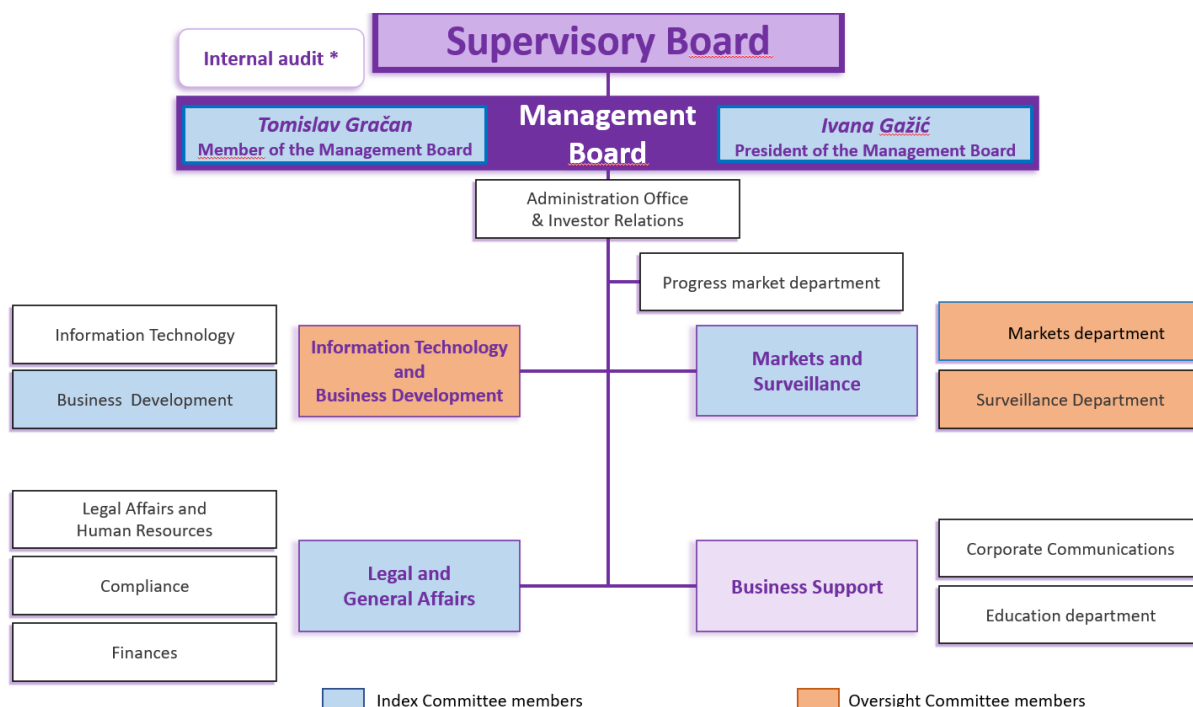 Supervisory Board
Internal audit *
Tomislav Gračan
Member of the Management Board
Management
Board
Ivana Gažić
President of the Management Board
Administration Office
& Investor Relations
Progress market department
Information Technology
Business Development
Information Technology
and
Business Development
Markets and
Surveillance
Markets department
Surveillance Department
Legal Affairs and
Human Resources
Compliance
Finances
Legal and
General Affairs
Business Support
Corporate Communications
Education department
Index Committee members
Oversight Committee members